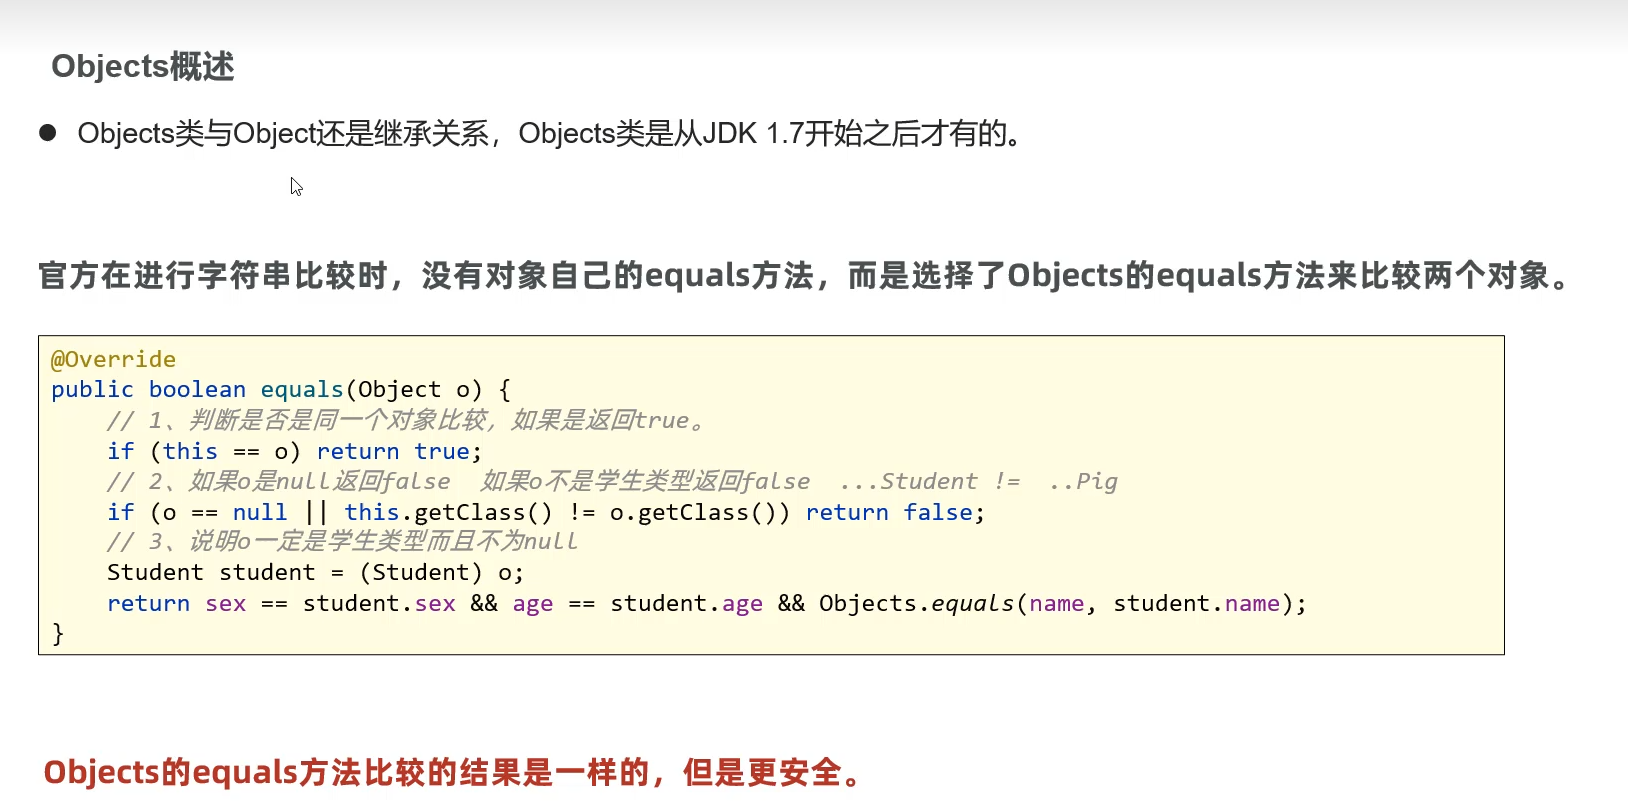 Objects概述
● Objects类与Object还是继承关系，Objects类是从JDK 1.7开始之后才有的。
官方在进行字符串比较时，没有对象自己的equals方法，而是选择了Objects的equals方法来比较两个对象。
@Override
public boolean equals(Object o) {
    // 1、判断是否是同一个对象比较，如果是返回true。
    if (this == o) return true;
    // 2、如果o是null返回false  如果o不是学生类型返回false  ...Student !=  ..Pig
    if (o == null || this.getClass() != o.getClass()) return false;
    // 3、说明o一定是学生类型而且不为null
    Student student = (Student) o;
    return sex == student.sex && age == student.age && Objects.equals(name, student.name);
}
Objects的equals方法比较的结果是一样的，但是更安全。